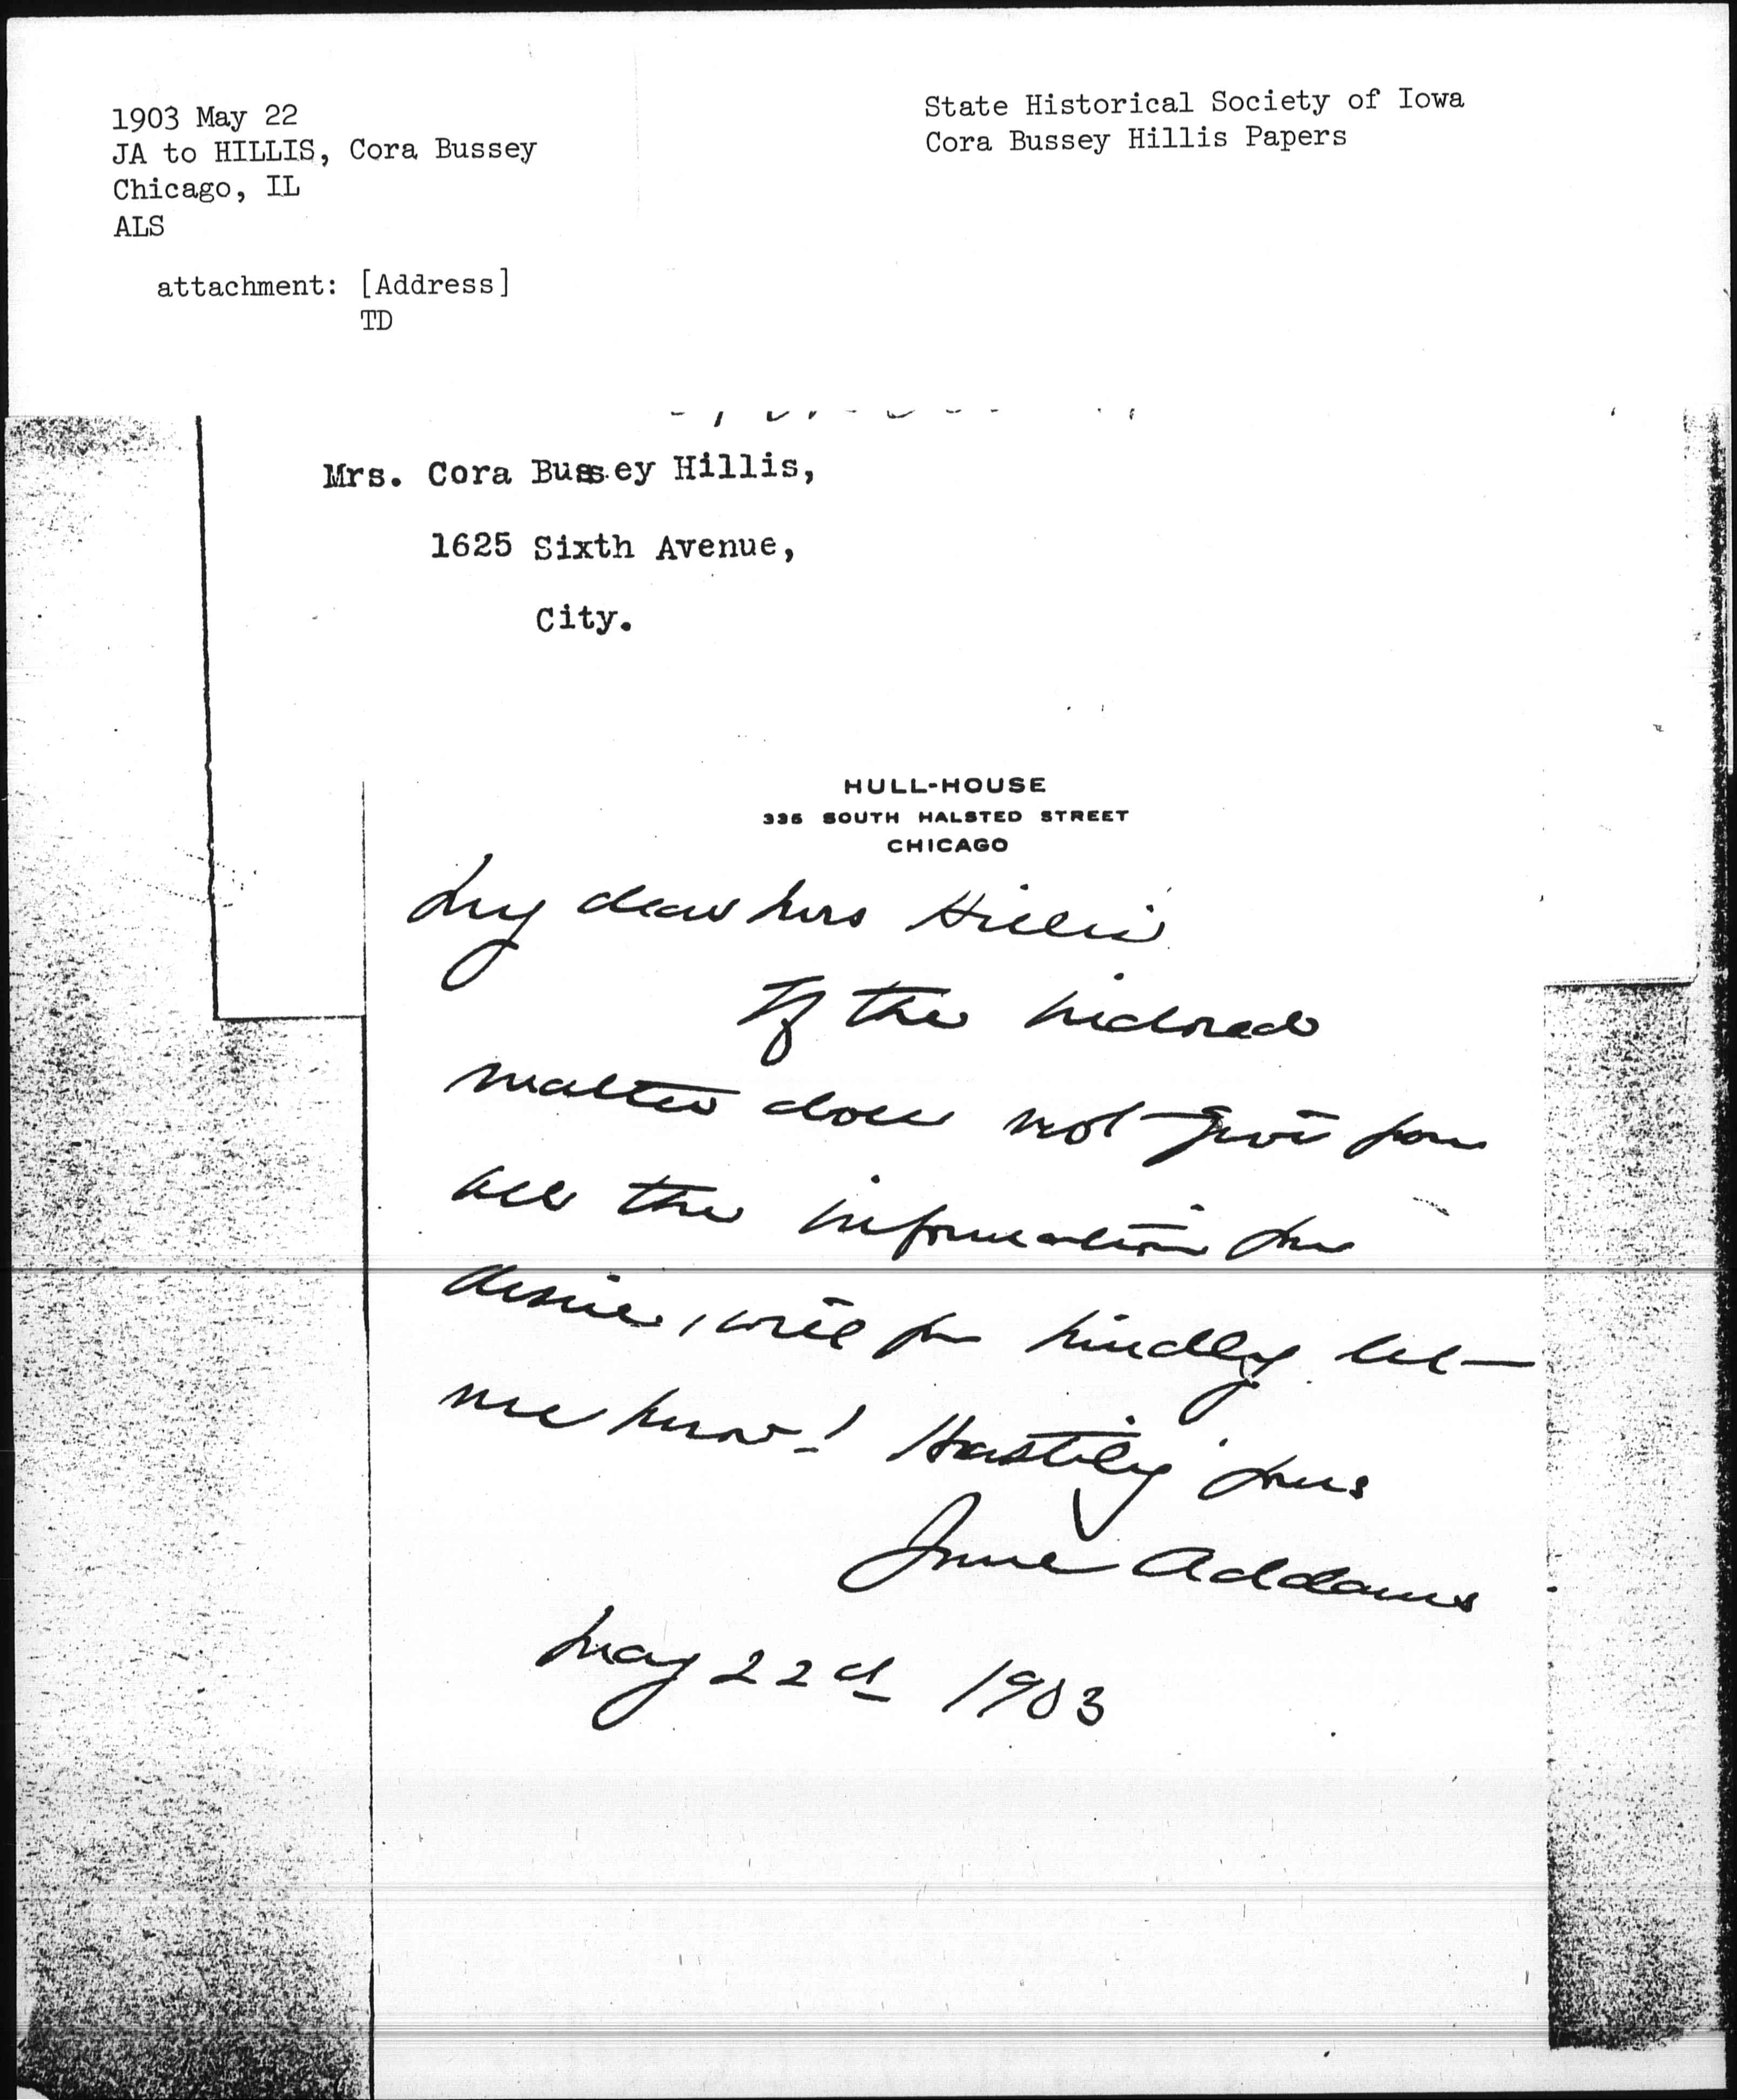 1903 May 22
JA to HILLIS, Cora Bussey
Chicago, IL
ALS
attachment: [Address]
TD
State Historical Society of Iowa
Cora Bussey Hillis Papers
Mrs. Cora Bussey Hillis,
1625 Sixth Avenue,
City.
HULL-HOUSE
335 SOUTH HALSTED STREET
CHICAGO
My dear Mrs Hillis
If the inclosed
matter does not give you
all the information you
desire, will you kindly let
me know! Hastily yours
Jane Addams
May 22d 1903